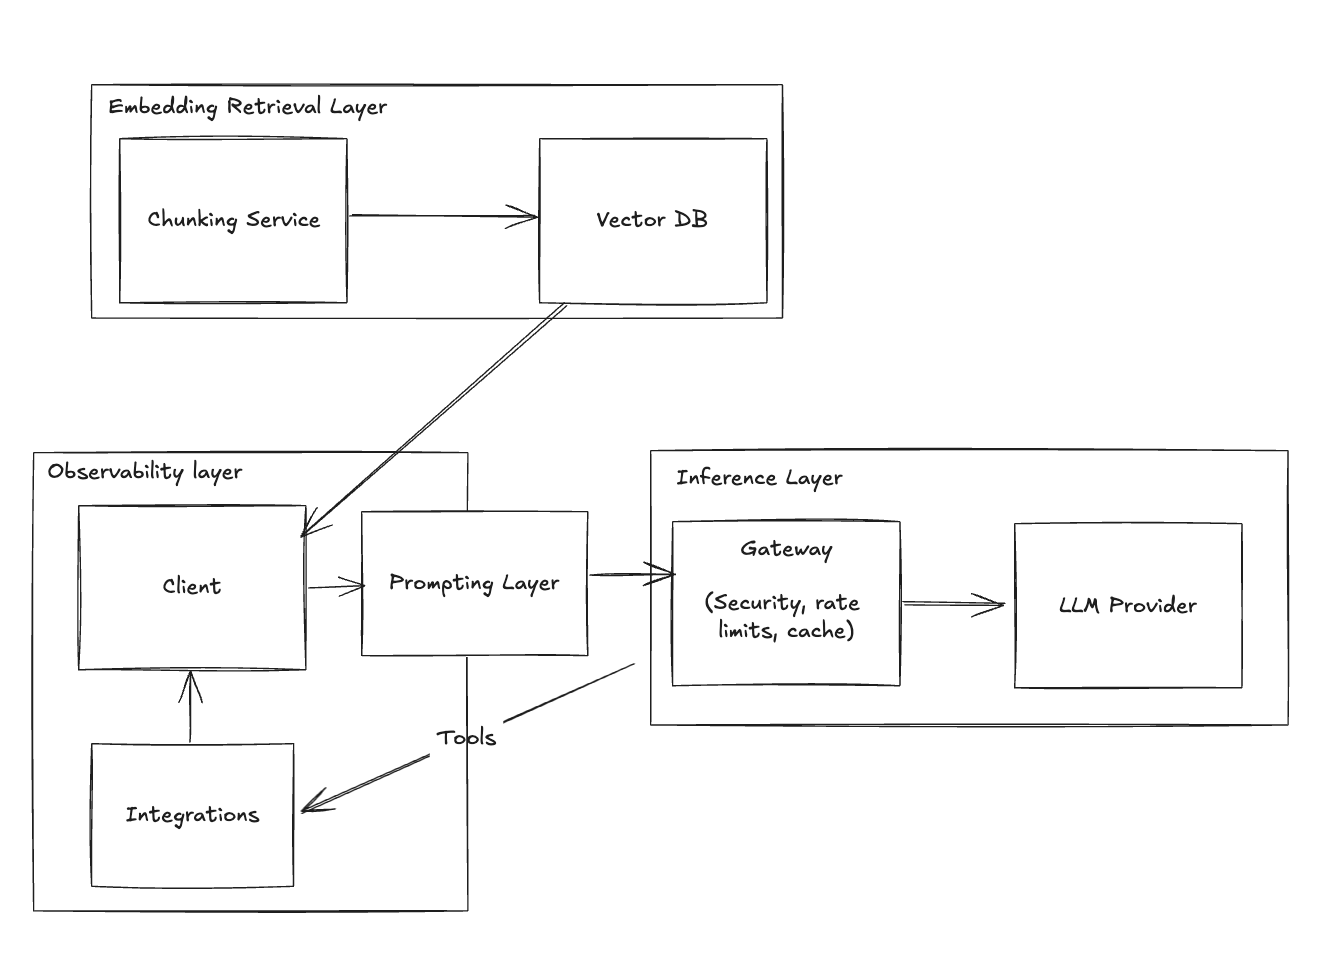 Embedding Retrieval Layer
Chunking Service
Vector DB
Observability layer
Client
Prompting Layer
Inference Layer
Gateway
(Security, rate
limits, cache)
LLM Provider
Tools
Integrations